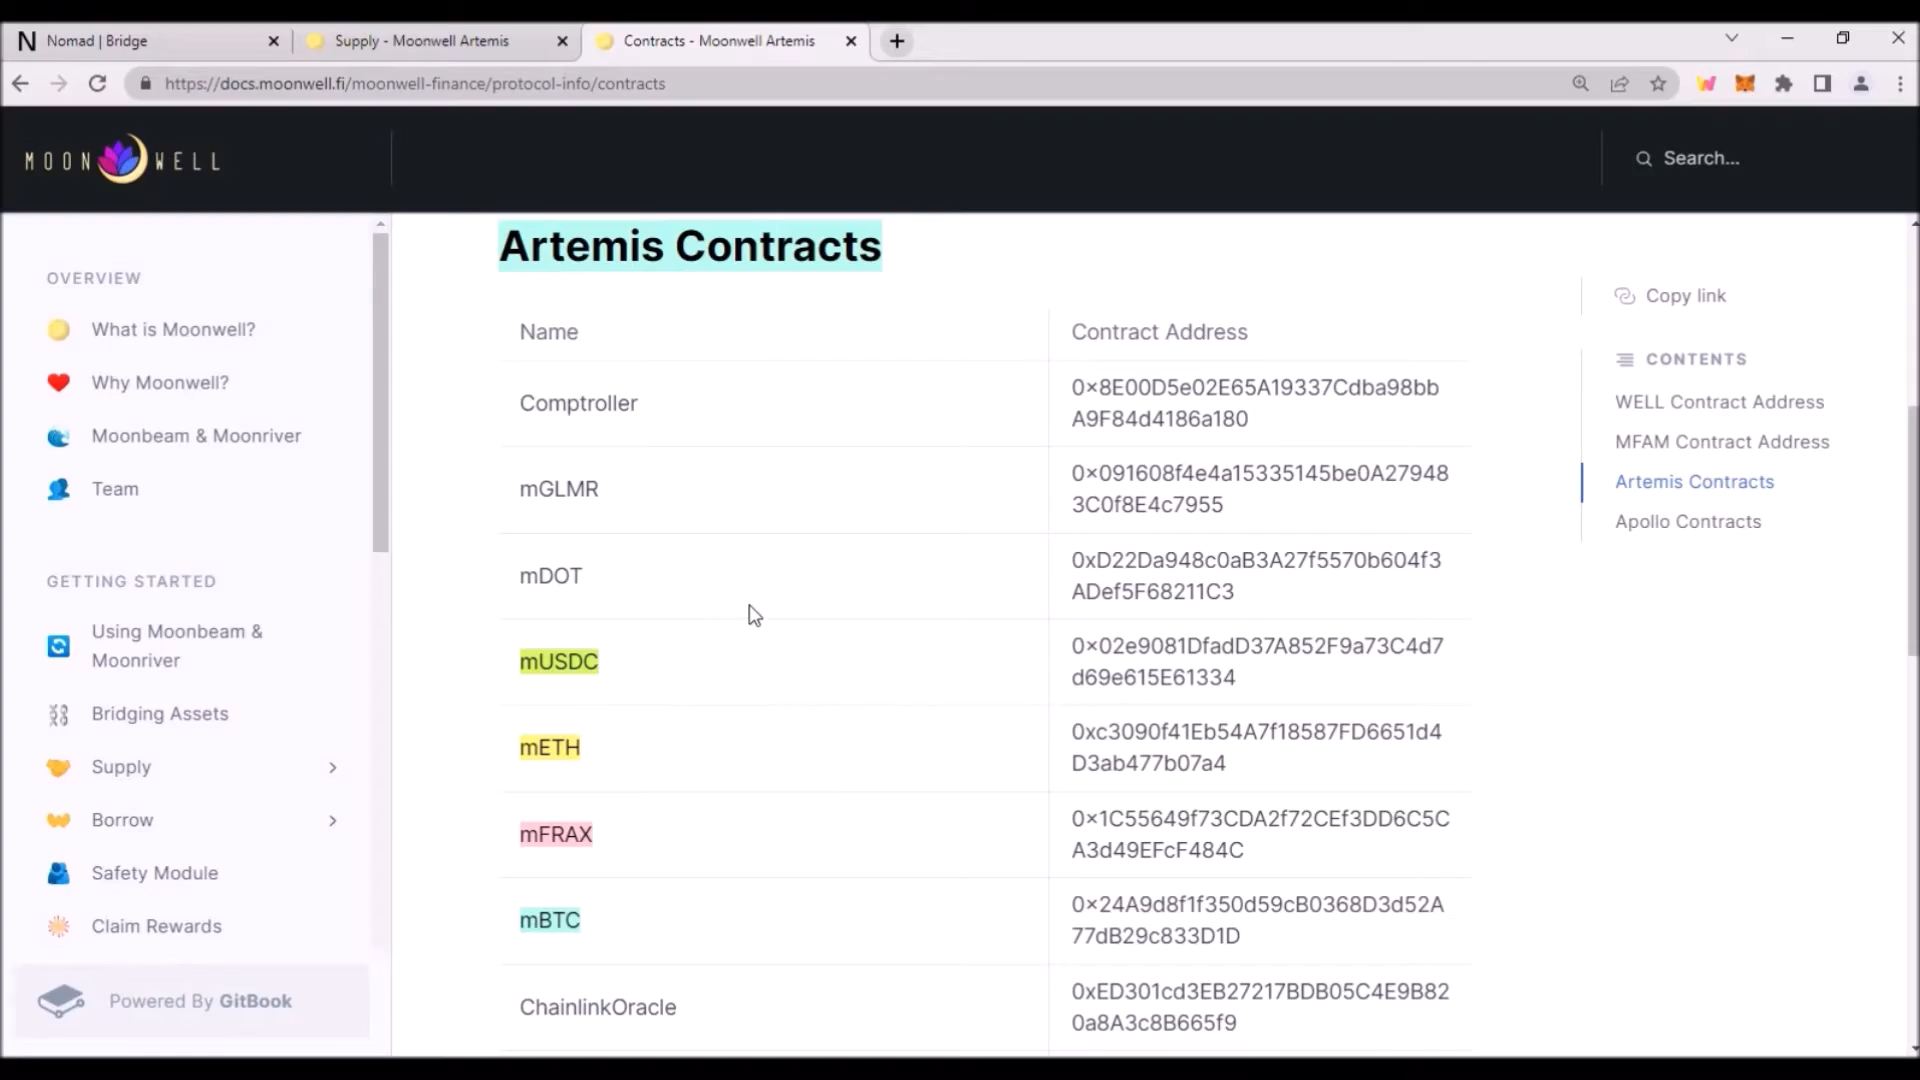 N Nomad | Bridge
Supply - Moonwell Artemis
Contracts - Moonwell Artemis
https://docs.moonwell.fi/moonwell-finance/protocol-info/contracts
MOONWELL
Search...
OVERVIEW
What is Moonwell?
Why Moonwell?
Moonbeam & Moonriver
Team
GETTING STARTED
Using Moonbeam &
Moonriver
Bridging Assets
Supply
Borrow
Safety Module
Claim Rewards
Powered By GitBook
Artemis Contracts
Name
Contract Address
Comptroller
0x8E00D5e02E65A19337Cdba98bb
A9F84d4186a180
mGLMR
0x091608f4e4a15335145be0A27948
3C0f8E4c7955
mDOT
0xD22Da948c0aB3A27f5570b604f3
ADef5F68211C3
mUSDC
0x02e9081DfadD37A852F9a73C4d7
d69e615E61334
mETH
0xc3090f41Eb54A7f18587FD6651d4
D3ab477b07a4
mFRAX
0x1C55649f73CDA2f72CEf3DD6C5C
A3d49EFcF484C
mBTC
0x24A9d8f1f350d59cB0368D3d52A
77dB29c833D1D
ChainlinkOracle
0xED301cd3EB27217BDB05C4E9B82
0a8A3c8B665f9
Copy link
CONTENTS
WELL Contract Address
MFAM Contract Address
Artemis Contracts
Apollo Contracts